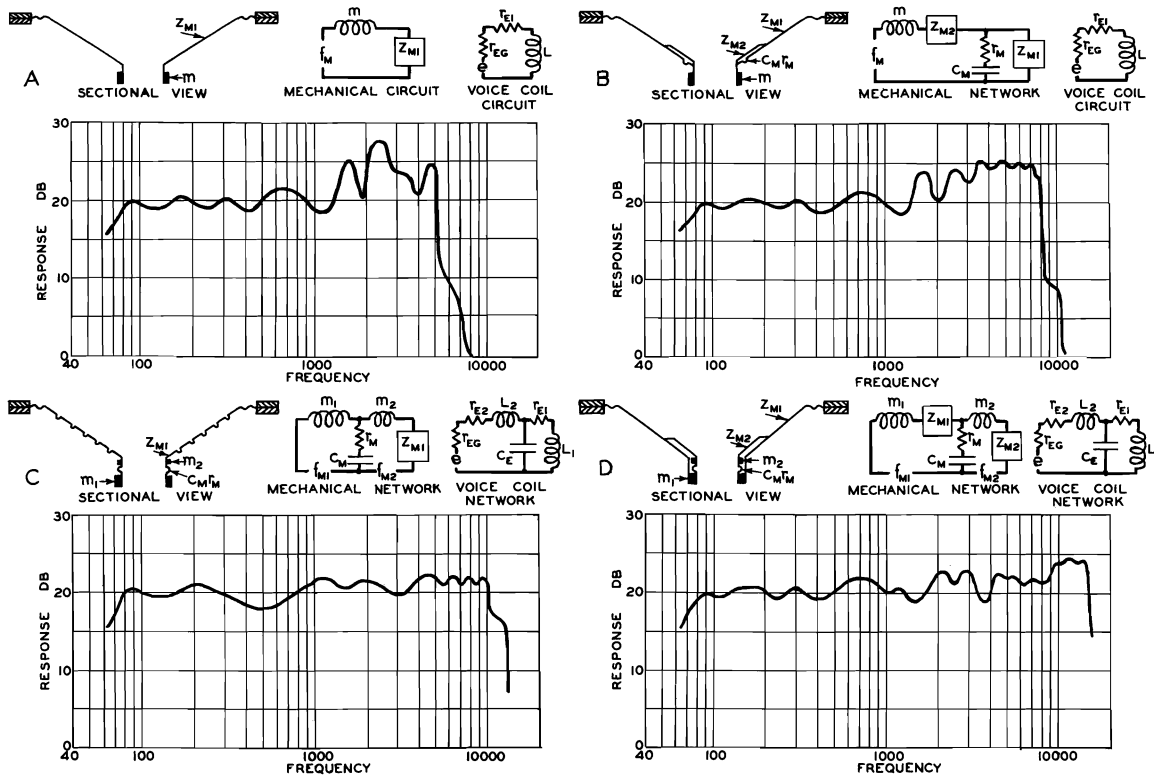 A
Z_M1
m
SECTIONAL VIEW
m
f_M
Z_M1
MECHANICAL CIRCUIT
r_E1
r_EG
e
L
VOICE COIL
CIRCUIT
RESPONSE DB
30
20
10
0
40 100 1000 10000
FREQUENCY
B
Z_M1
Z_M2
C_M r_M
m
SECTIONAL VIEW
m
Z_M2
f_M
r_M
C_M
Z_M1
MECHANICAL NETWORK
r_E1
r_EG
e
L
VOICE COIL
CIRCUIT
RESPONSE DB
30
20
10
0
40 100 1000 10000
FREQUENCY
C
Z_M1
m_2
C_M r_M
m_1
SECTIONAL VIEW
m_1 m_2
r_M
C_M
Z_M1
f_M1 f_M2
MECHANICAL NETWORK
r_E2 L_2 r_E1
r_EG
e
C_E
L_1
VOICE COIL
NETWORK
RESPONSE DB
30
20
10
0
40 100 1000 10000
FREQUENCY
D
Z_M1
Z_M2
m_2
C_M r_M
m_1
SECTIONAL VIEW
m_1 Z_M1 m_2
r_M
C_M
Z_M2
f_M1 f_M2
MECHANICAL NETWORK
r_E2 L_2 r_E1
r_EG
e
C_E
L_1
VOICE COIL
NETWORK
RESPONSE DB
30
20
10
0
40 100 1000 10000
FREQUENCY